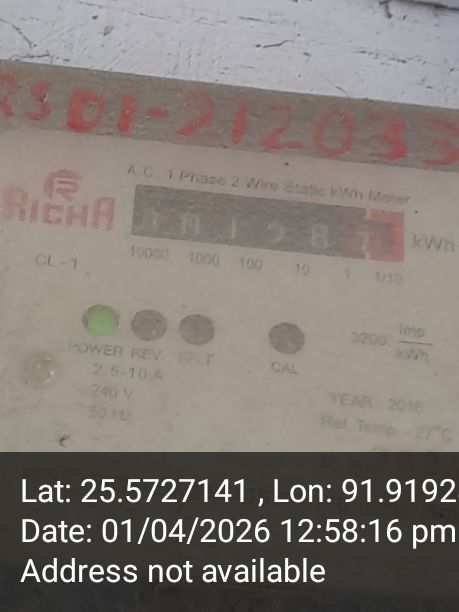 RS01-212033
A.C. 1 Phase 2 Wire Static kWh Meter
RICHA
kWh
CL-1
10000 1000 100 10 1 1/10
3200 Imp/kWh
POWER REV EFLT CAL
2.5-10 A
240 V
50 Hz
YEAR : 2016
Ref. Temp. - 27°C
Lat: 25.5727141 , Lon: 91.9192
Date: 01/04/2026 12:58:16 pm
Address not available